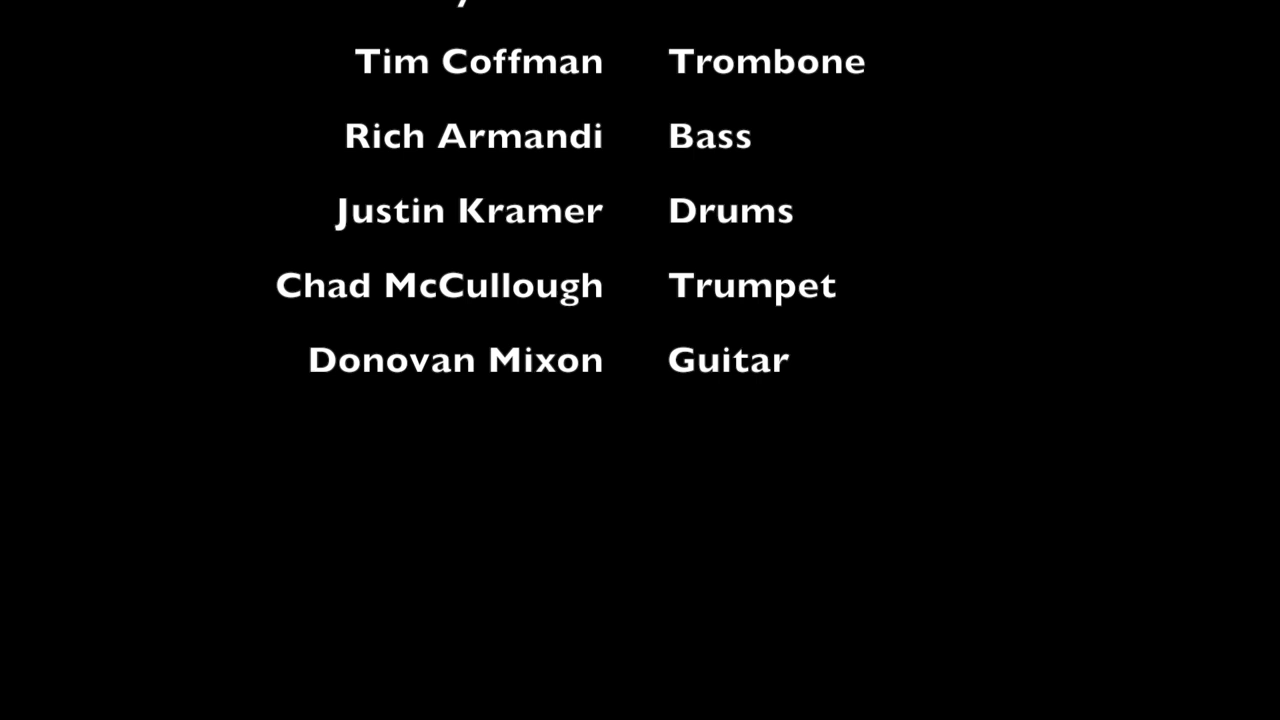 Tim Coffman Trombone
Rich Armandi Bass
Justin Kramer Drums
Chad McCullough Trumpet
Donovan Mixon Guitar